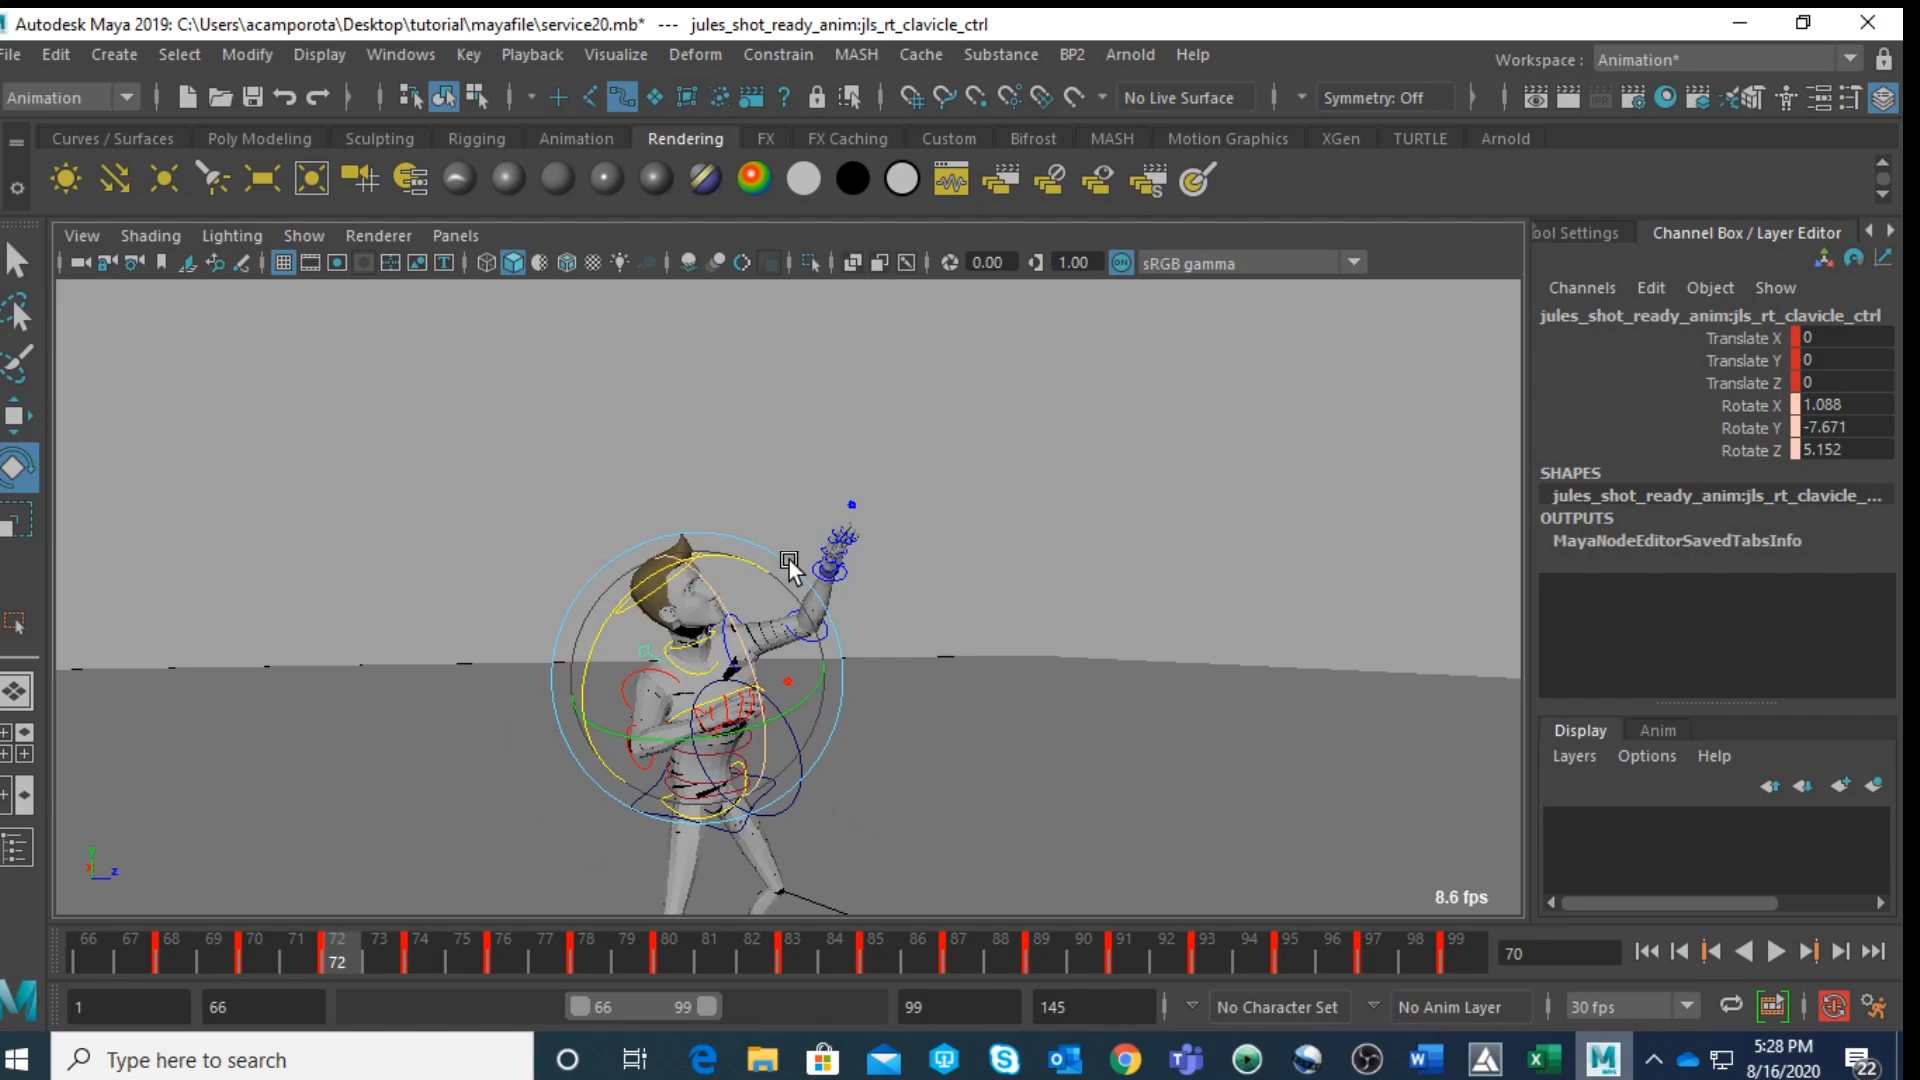 Autodesk Maya 2019: C:\Users\acamporota\Desktop\tutorial\mayafile\service20.mb* --- jules_shot_ready_anim:jls_rt_clavicle_ctrl
File Edit Create Select Modify Display Windows Key Playback Visualize Deform Constrain MASH Cache Substance BP2 Arnold Help
Workspace : Animation*
Animation
No Live Surface
Symmetry: Off
Curves / Surfaces Poly Modeling Sculpting Rigging Animation Rendering FX FX Caching Custom Bifrost MASH Motion Graphics XGen TURTLE Arnold
View Shading Lighting Show Renderer Panels
0.00 1.00 ON sRGB gamma
ool Settings Channel Box / Layer Editor
Channels Edit Object Show
jules_shot_ready_anim:jls_rt_clavicle_ctrl
Translate X 0
Translate Y 0
Translate Z 0
Rotate X 1.088
Rotate Y -7.671
Rotate Z 5.152
SHAPES
jules_shot_ready_anim:jls_rt_clavicle_...
OUTPUTS
MayaNodeEditorSavedTabsInfo
Display Anim
Layers Options Help
y
x z
8.6 fps
66 67 68 69 70 71 72 73 74 75 76 77 78 79 80 81 82 83 84 85 86 87 88 89 90 91 92 93 94 95 96 97 98 99
72
70
1 66 66 99 99 145 No Character Set No Anim Layer 30 fps
Type here to search
5:28 PM
8/16/2020
22